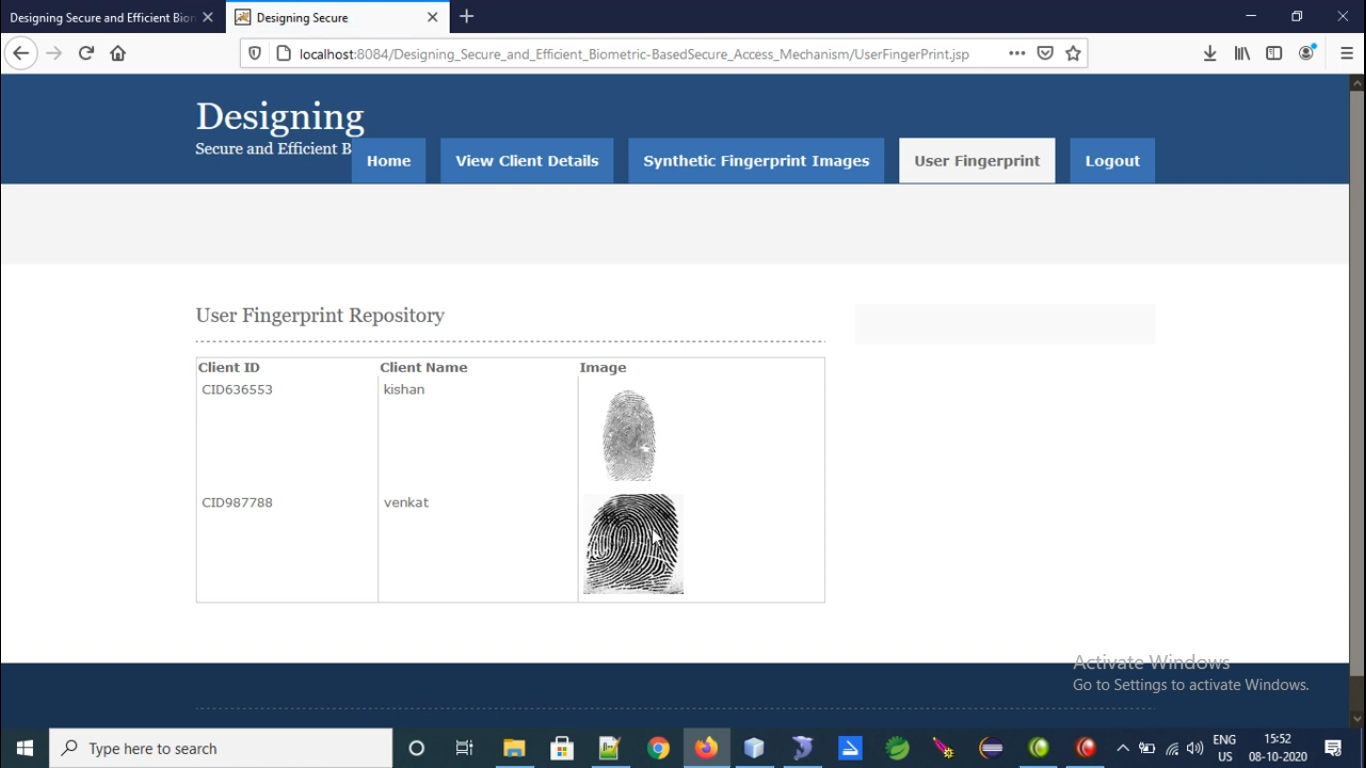 Designing Secure and Efficient Bion
Designing Secure
localhost:8084/Designing_Secure_and_Efficient_Biometric-BasedSecure_Access_Mechanism/UserFingerPrint.jsp
Designing
Secure and Efficient B
Home
View Client Details
Synthetic Fingerprint Images
User Fingerprint
Logout
User Fingerprint Repository
Client ID Client Name Image
CID636553 kishan
CID987788 venkat
Activate Windows
Go to Settings to activate Windows.
Type here to search
ENG
US
15:52
08-10-2020